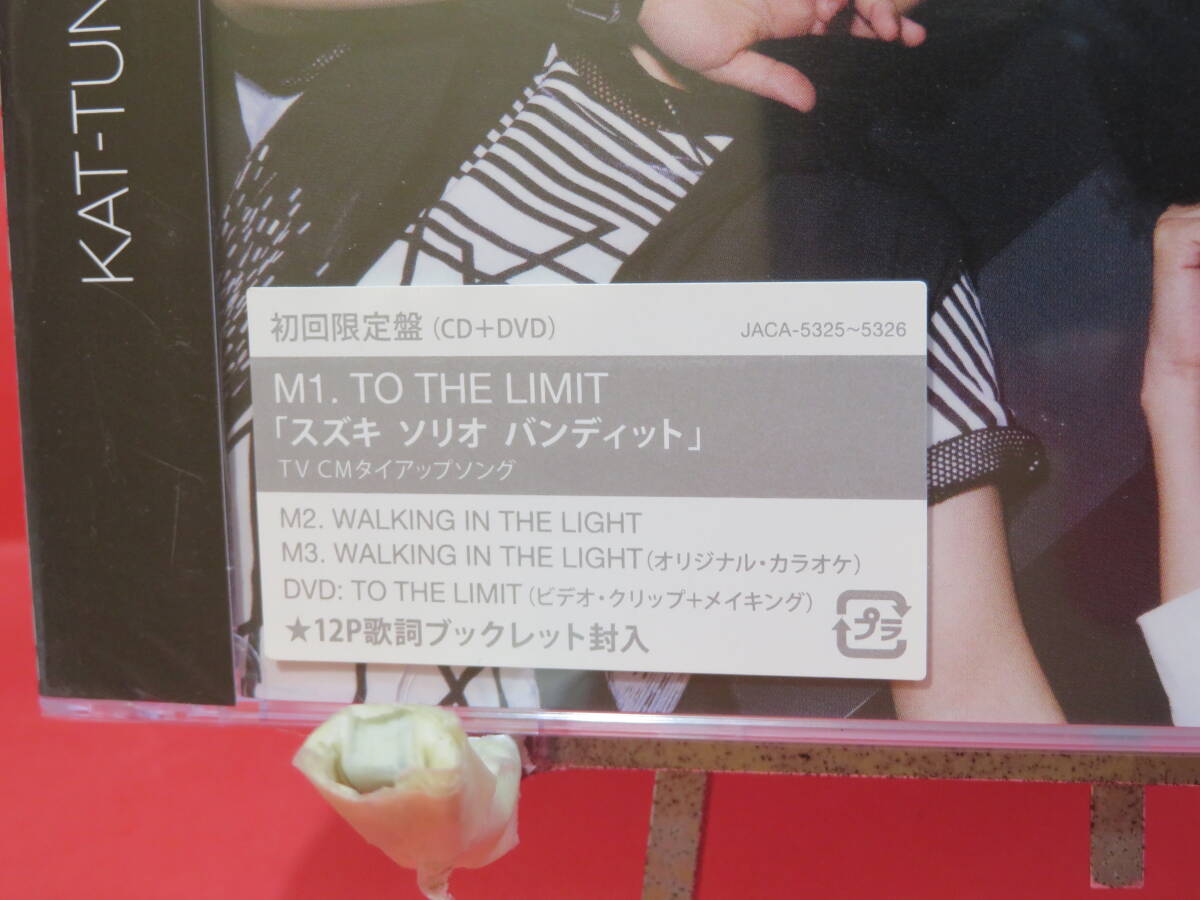 KAT-TUN
初回限定盤(CD+DVD)
JACA-5325~5326
M1. TO THE LIMIT
「スズキ ソリオ バンディット」
TV CMタイアップソング
M2. WALKING IN THE LIGHT
M3. WALKING IN THE LIGHT(オリジナル・カラオケ)
DVD: TO THE LIMIT(ビデオ・クリップ+メイキング)
★12P歌詞ブックレット封入
プラ